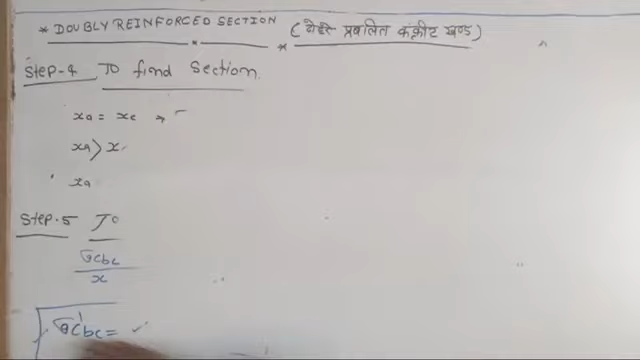 * DOUBLY REINFORCED SECTION (दोहरे प्रबलित कंक्रीट खण्ड)
Step-4 To find Section.
xa = xc →
xa > x
xa
Step-5 To
σcbc
x
σ'cbc = ✓